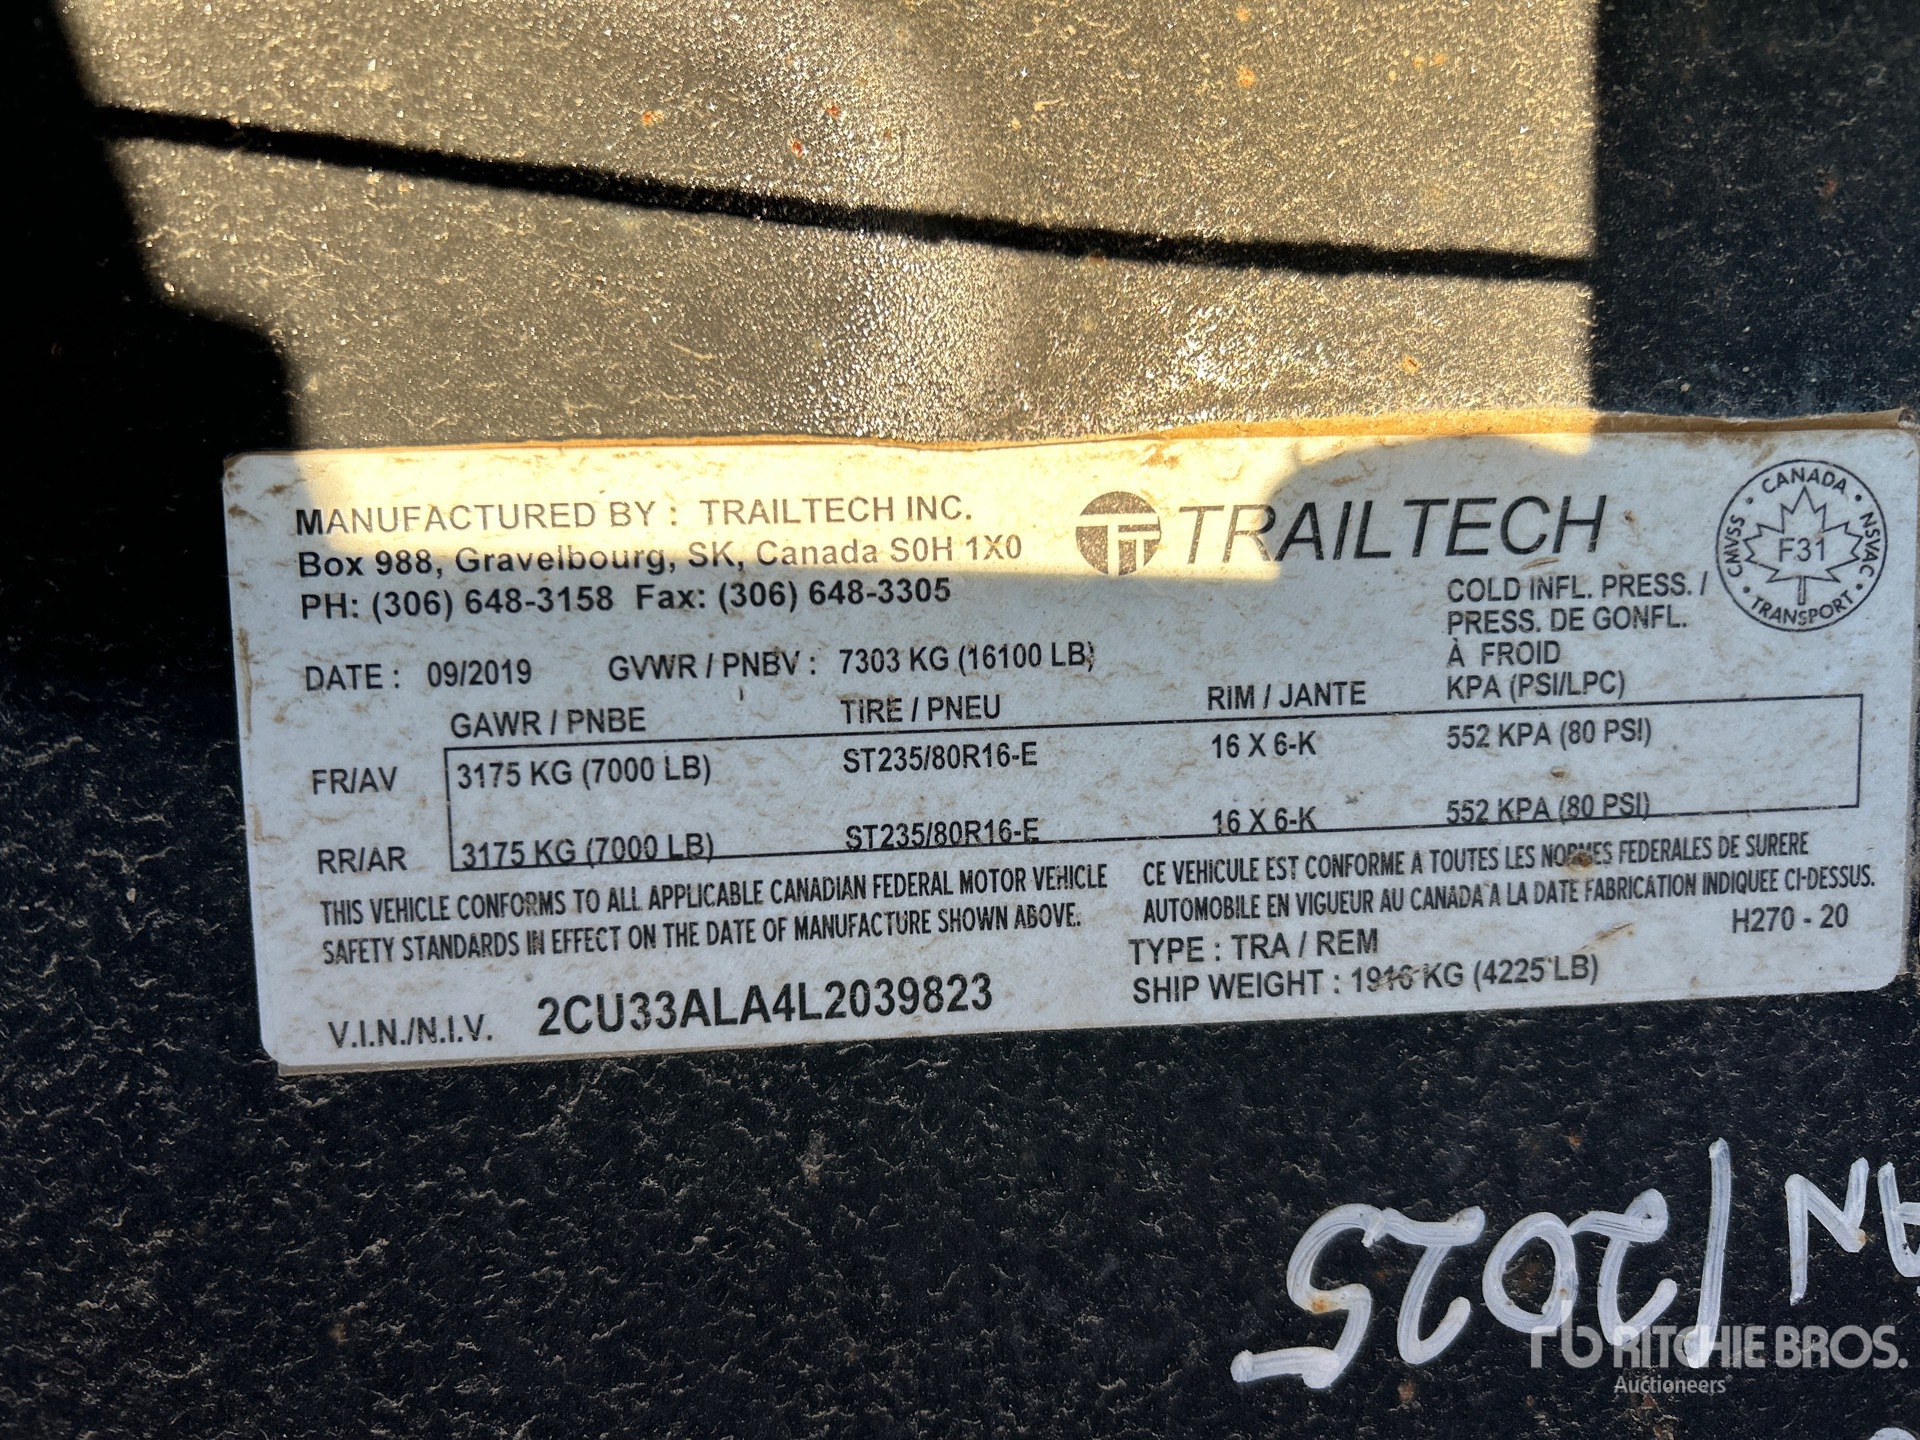 MANUFACTURED BY : TRAILTECH INC.
Box 988, Gravelbourg, SK, Canada S0H 1X0
PH: (306) 648-3158 Fax: (306) 648-3305
TRAILTECH
CANADA
CMVSS
NSVAC
F31
TRANSPORT
COLD INFL. PRESS. /
PRESS. DE GONFL.
À FROID
KPA (PSI/LPC)
DATE : 09/2019 GVWR / PNBV : 7303 KG (16100 LB)
GAWR / PNBE TIRE / PNEU RIM / JANTE
FR/AV 3175 KG (7000 LB) ST235/80R16-E 16 X 6-K 552 KPA (80 PSI)
RR/AR 3175 KG (7000 LB) ST235/80R16-E 16 X 6-K 552 KPA (80 PSI)
THIS VEHICLE CONFORMS TO ALL APPLICABLE CANADIAN FEDERAL MOTOR VEHICLE
SAFETY STANDARDS IN EFFECT ON THE DATE OF MANUFACTURE SHOWN ABOVE.
CE VEHICULE EST CONFORME A TOUTES LES NORMES FEDERALES DE SURERE
AUTOMOBILE EN VIGUEUR AU CANADA A LA DATE FABRICATION INDIQUEE CI-DESSUS.
H270 - 20
TYPE : TRA / REM
SHIP WEIGHT : 1916 KG (4225 LB)
V.I.N./N.I.V. 2CU33ALA4L2039823
/2025
rb RITCHIE BROS.
Auctioneers